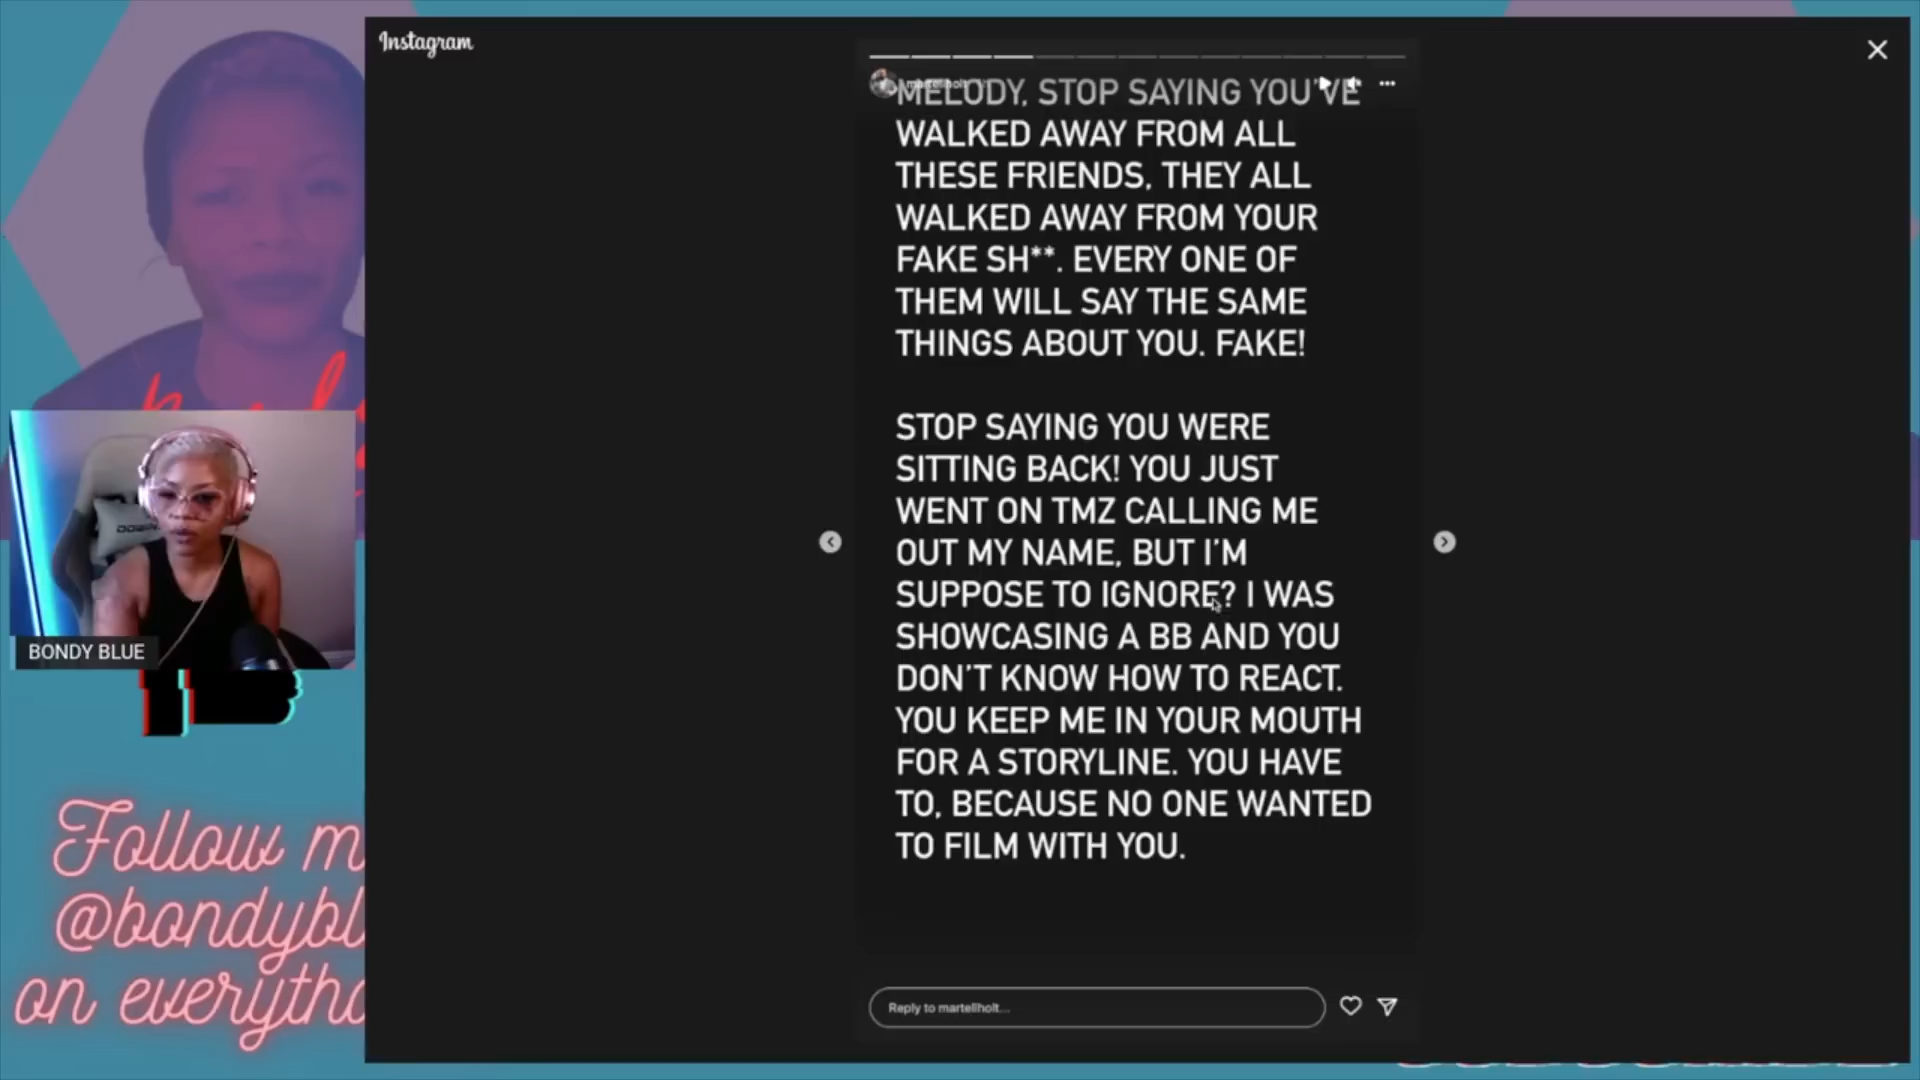 Instagram
martellholt
MELODY, STOP SAYING YOU'VE
WALKED AWAY FROM ALL
THESE FRIENDS, THEY ALL
WALKED AWAY FROM YOUR
FAKE SH**. EVERY ONE OF
THEM WILL SAY THE SAME
THINGS ABOUT YOU. FAKE!
STOP SAYING YOU WERE
SITTING BACK! YOU JUST
WENT ON TMZ CALLING ME
OUT MY NAME, BUT I'M
SUPPOSE TO IGNORE? I WAS
SHOWCASING A BB AND YOU
DON'T KNOW HOW TO REACT.
YOU KEEP ME IN YOUR MOUTH
FOR A STORYLINE. YOU HAVE
TO, BECAUSE NO ONE WANTED
TO FILM WITH YOU.
Reply to martellholt...
BONDY BLUE
Follow m
@bondybl
on everyth